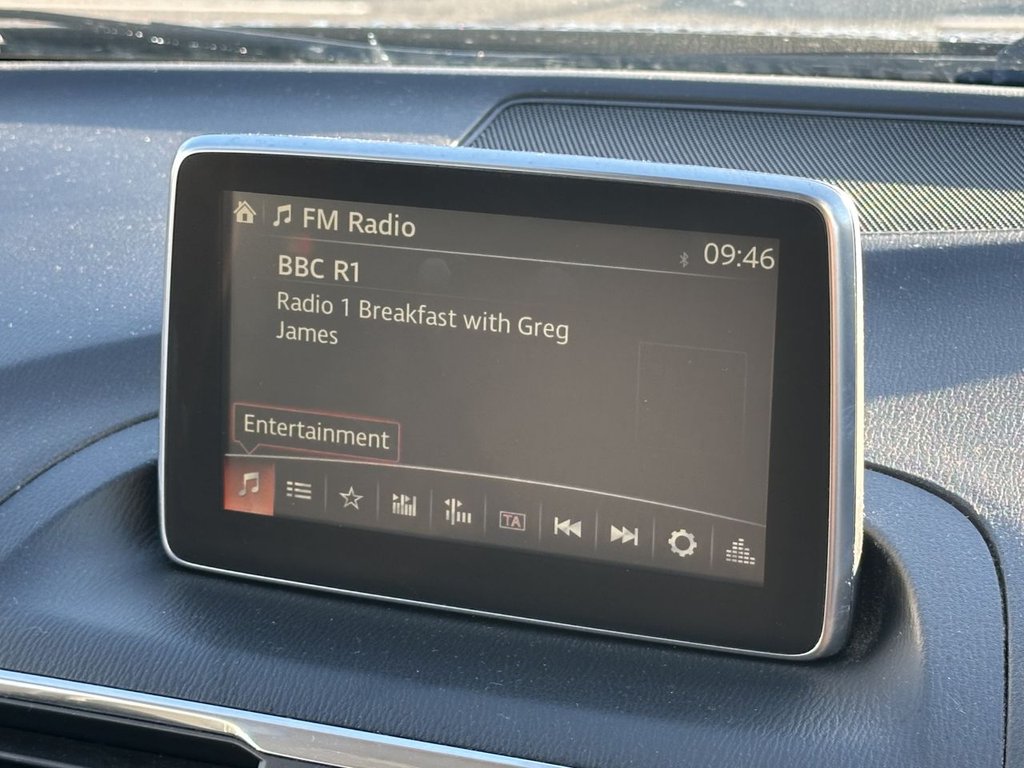 FM Radio
09:46
BBC R1
Radio 1 Breakfast with Greg
James
Entertainment
TA